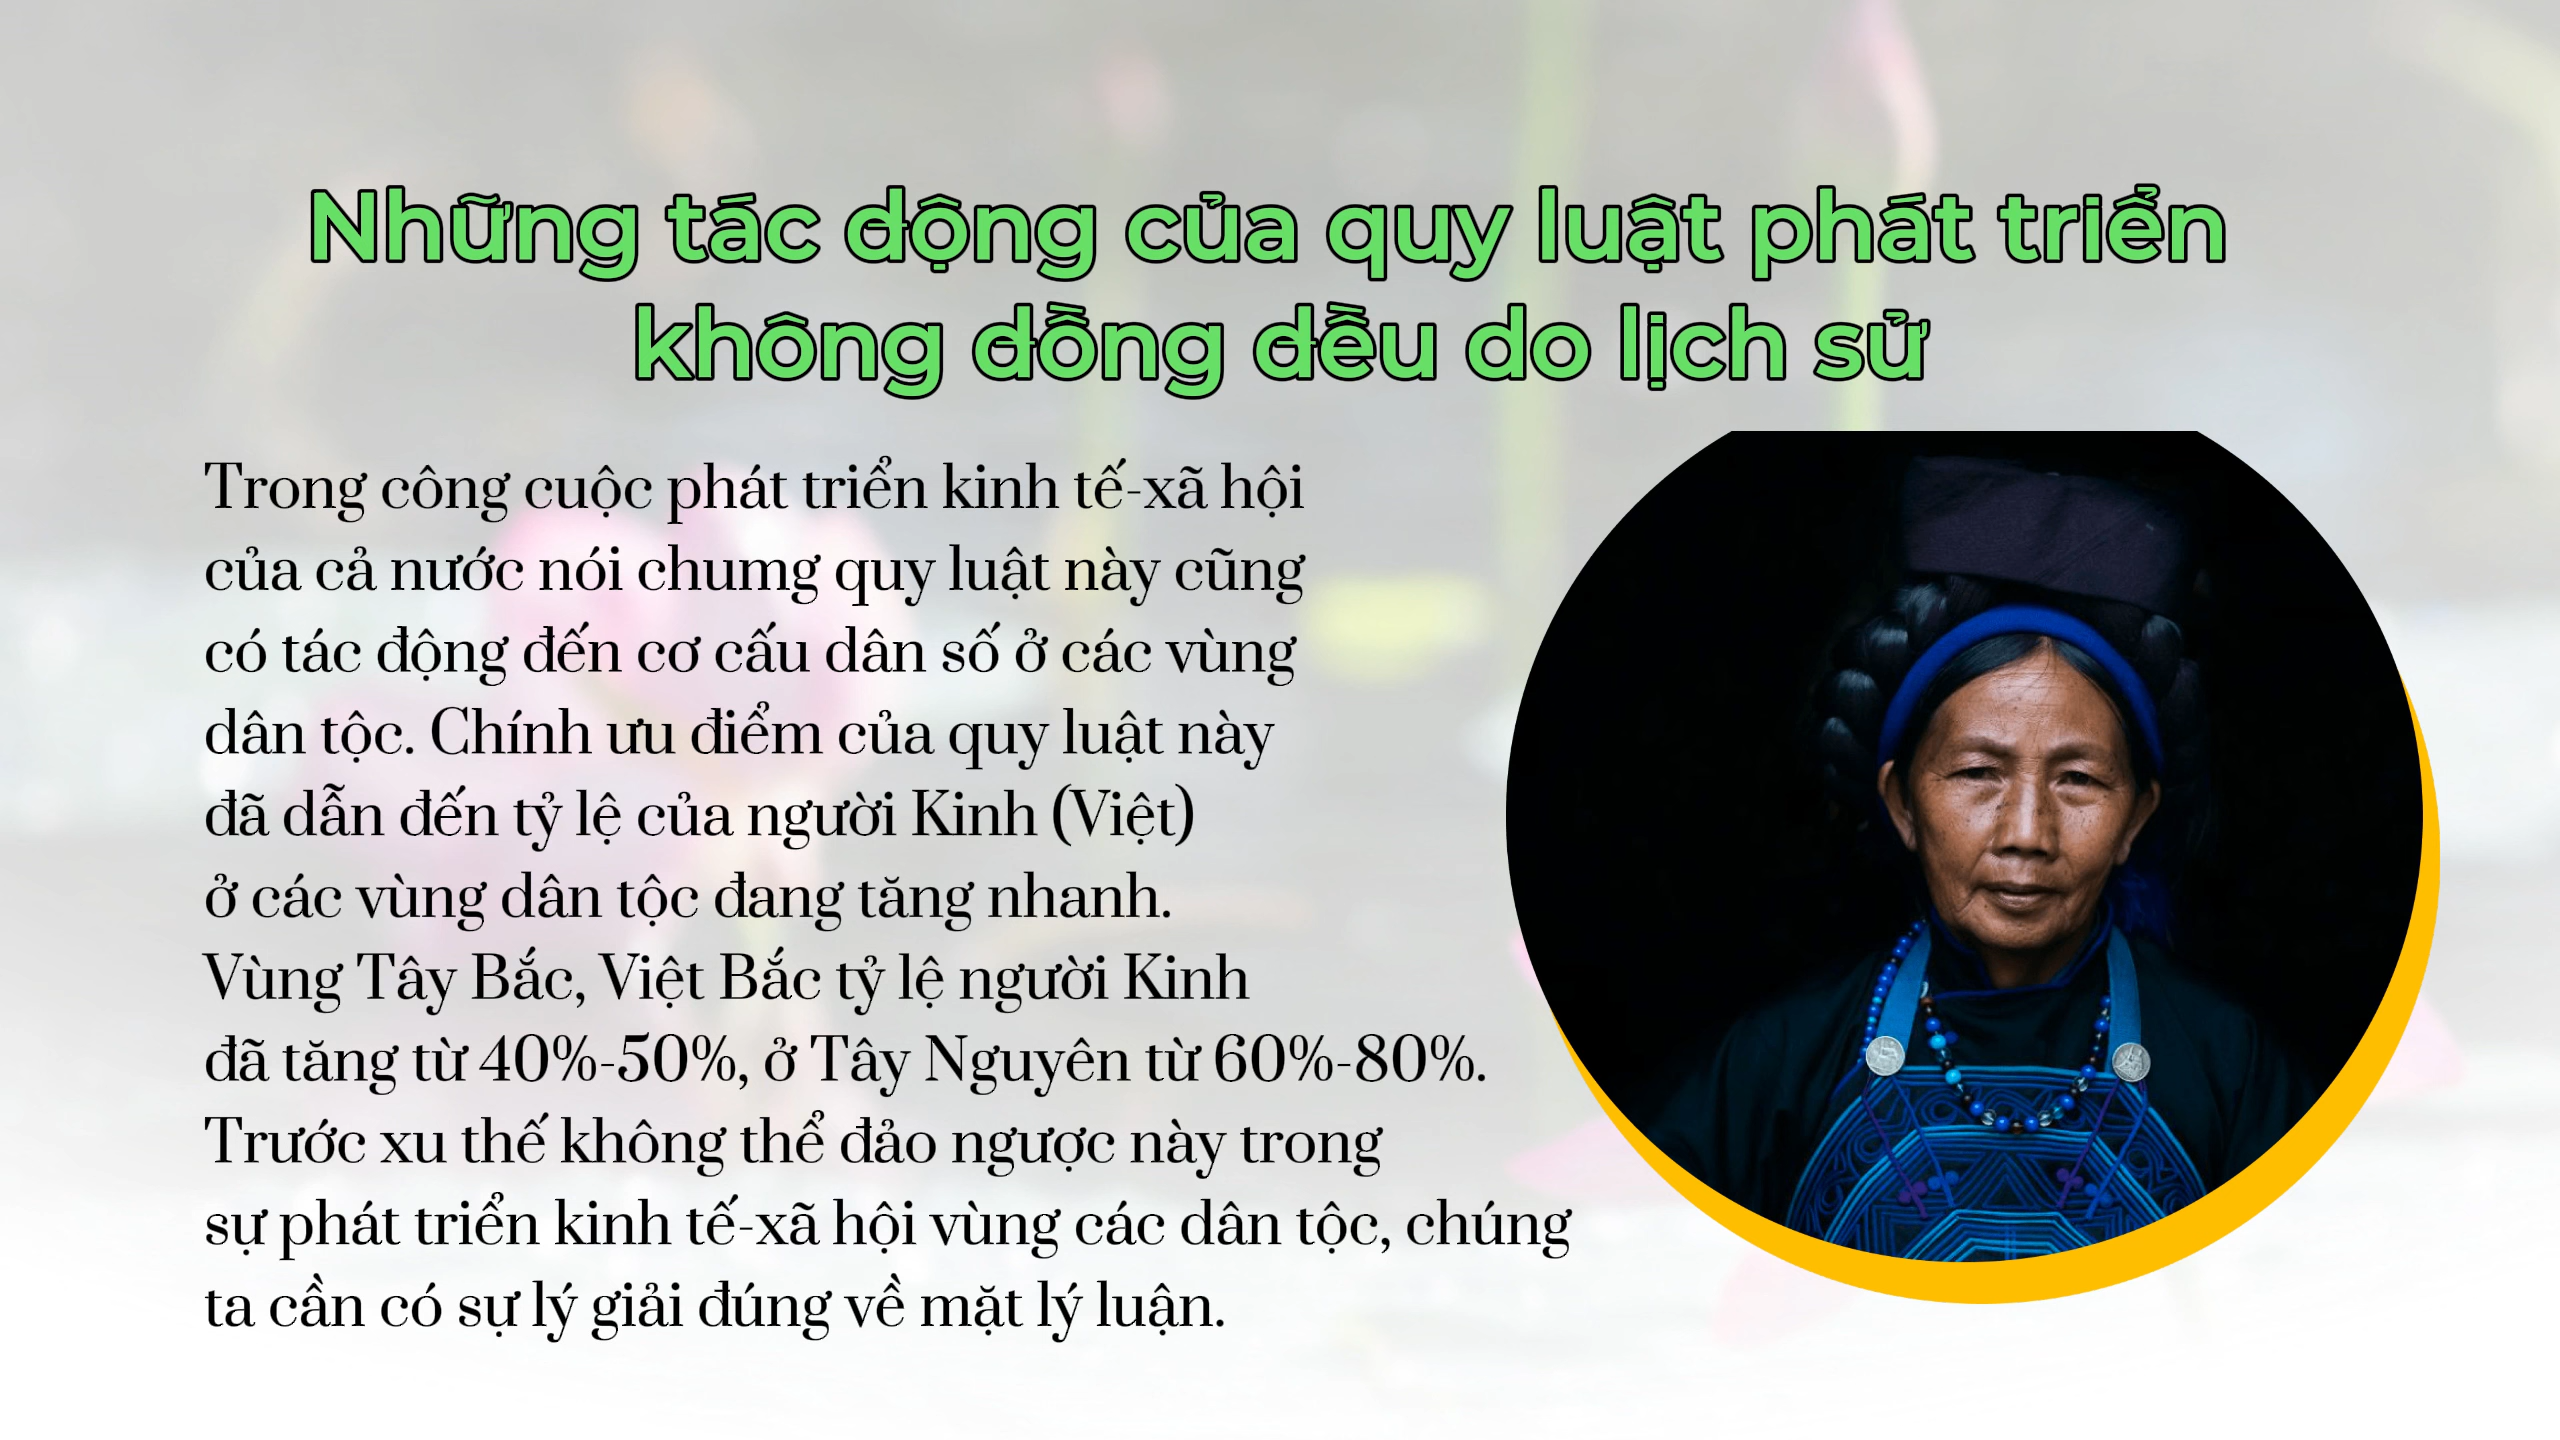 Những tác động của quy luật phát triển
không đồng đều do lịch sử
Trong công cuộc phát triển kinh tế-xã hội
của cả nước nói chumg quy luật này cũng
có tác động đến cơ cấu dân số ở các vùng
dân tộc. Chính ưu điểm của quy luật này
đã dẫn đến tỷ lệ của người Kinh (Việt)
ở các vùng dân tộc đang tăng nhanh.
Vùng Tây Bắc, Việt Bắc tỷ lệ người Kinh
đã tăng từ 40%-50%, ở Tây Nguyên từ 60%-80%.
Trước xu thế không thể đảo ngược này trong
sự phát triển kinh tế-xã hội vùng các dân tộc, chúng
ta cần có sự lý giải đúng về mặt lý luận.